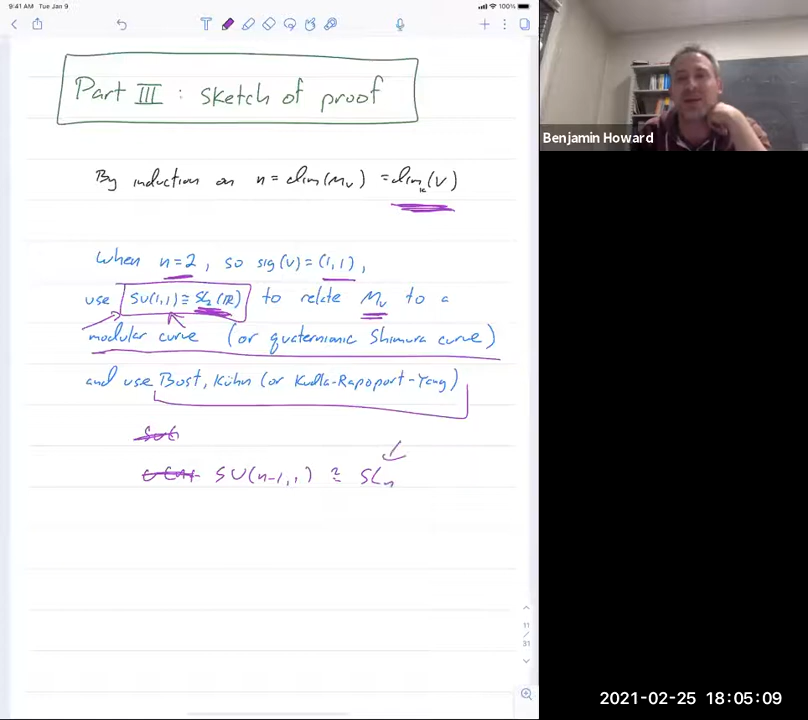 9:41 AM Tue Jan 9
100%
Part III : sketch of proof
By induction on n = dim(M_V) = dim_k(V)
When n=2, so sig(V) = (1,1),
use SU(1,1) ≅ SL_2(ℝ) to relate M_V to a
modular curve (or quaternionic Shimura curve)
and use Bost, Kühn (or Kudla-Rapoport-Yang)
SU(n-1,1) ≅ SL_n
11
/
31
Benjamin Howard
2021-02-25 18:05:09